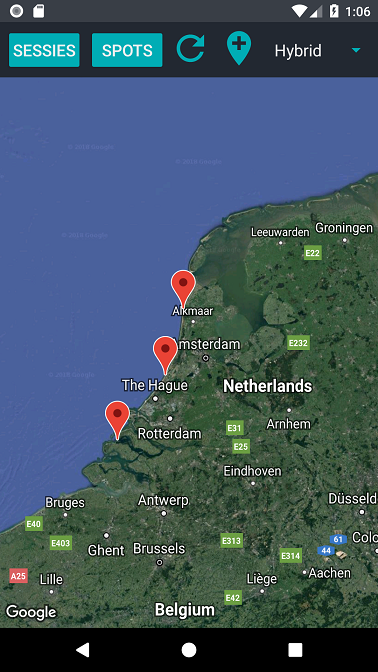 1:06
SESSIES SPOTS Hybrid
Leeuwarden Groningen
E22
Alkmaar
Amsterdam E232
The Hague Netherlands
Rotterdam E31 Arnhem
E25
Eindhoven
Bruges Antwerp Düsseld
E40
E403 Ghent Brussels E313 61 Colo
44
E314
A25 Lille Liège Aachen
E42
Google Belgium